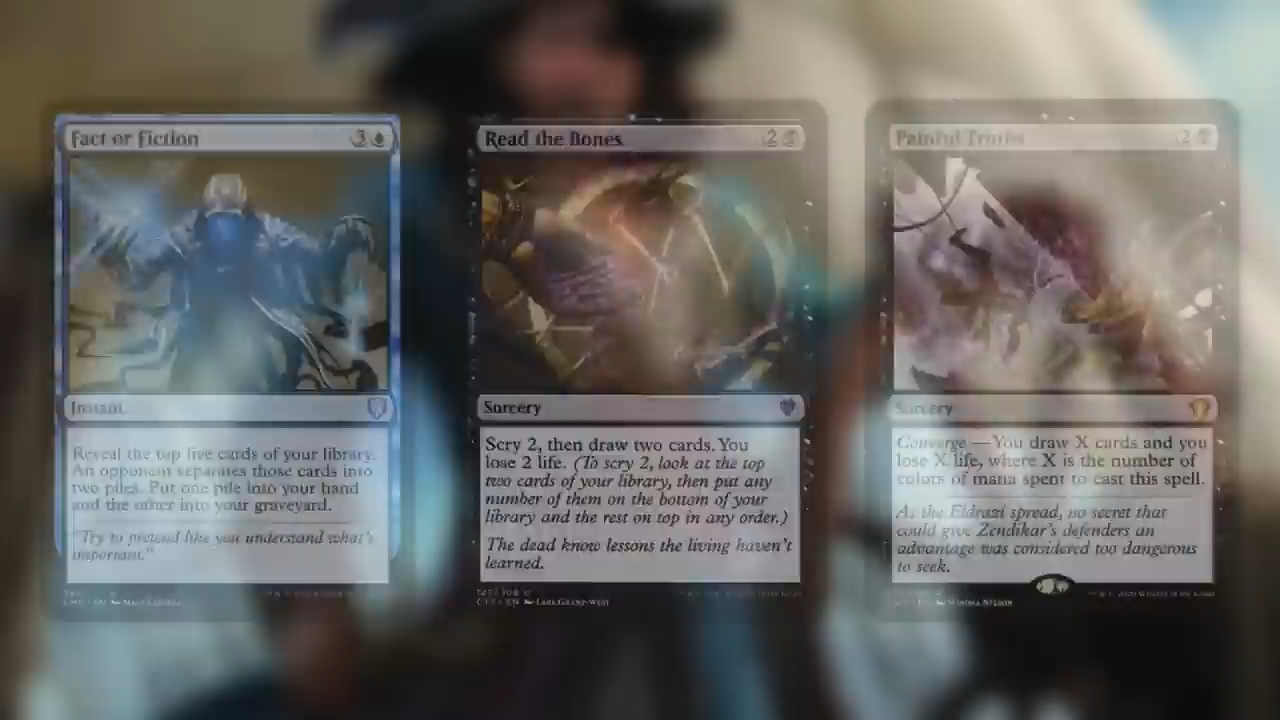 Fact or Fiction
3
Instant
Reveal the top five cards of your library.
An opponent separates those cards into
two piles. Put one pile into your hand
and the other into your graveyard.
"Try to pretend like you understand what's
important."
Read the Bones
2
Sorcery
Scry 2, then draw two cards. You
lose 2 life. (To scry 2, look at the top
two cards of your library, then put any
number of them on the bottom of your
library and the rest on top in any order.)
The dead know lessons the living haven't
learned.
Painful Truths
2
Sorcery
Converge —You draw X cards and you
lose X life, where X is the number of
colors of mana spent to cast this spell.
As the Eldrazi spread, no secret that
could give Zendikar's defenders an
advantage was considered too dangerous
to seek.